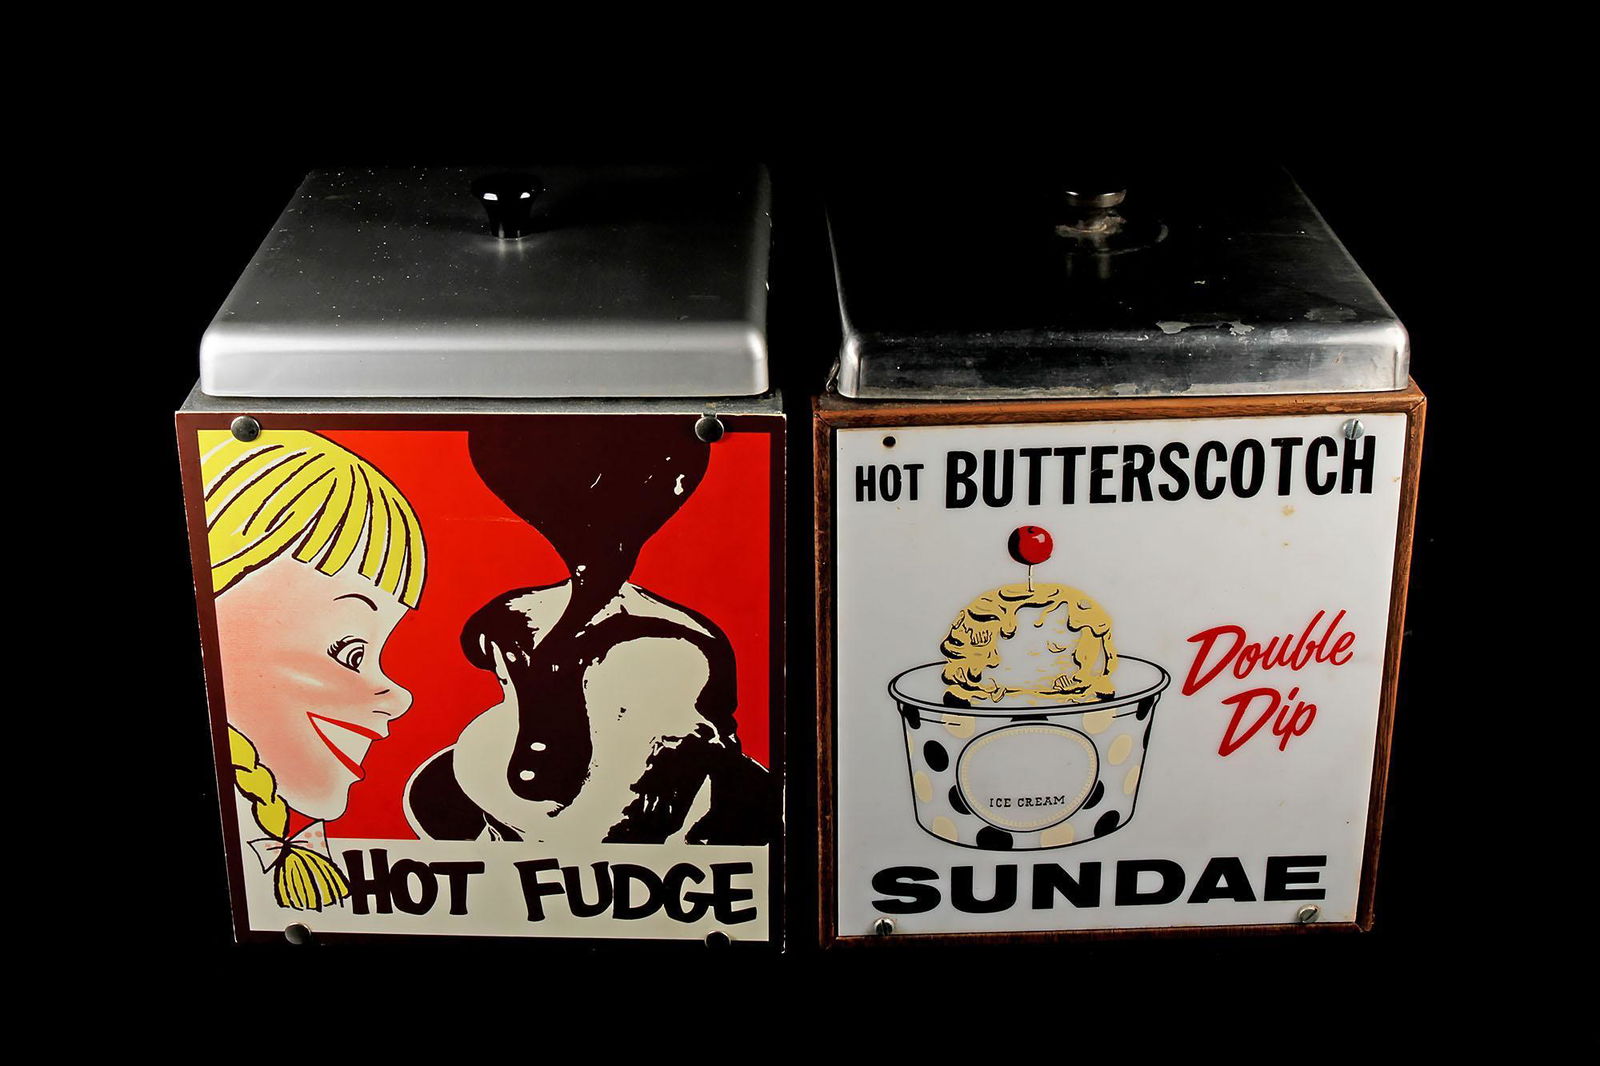 HOT FUDGE
HOT BUTTERSCOTCH
Double
Dip
ICE CREAM
SUNDAE